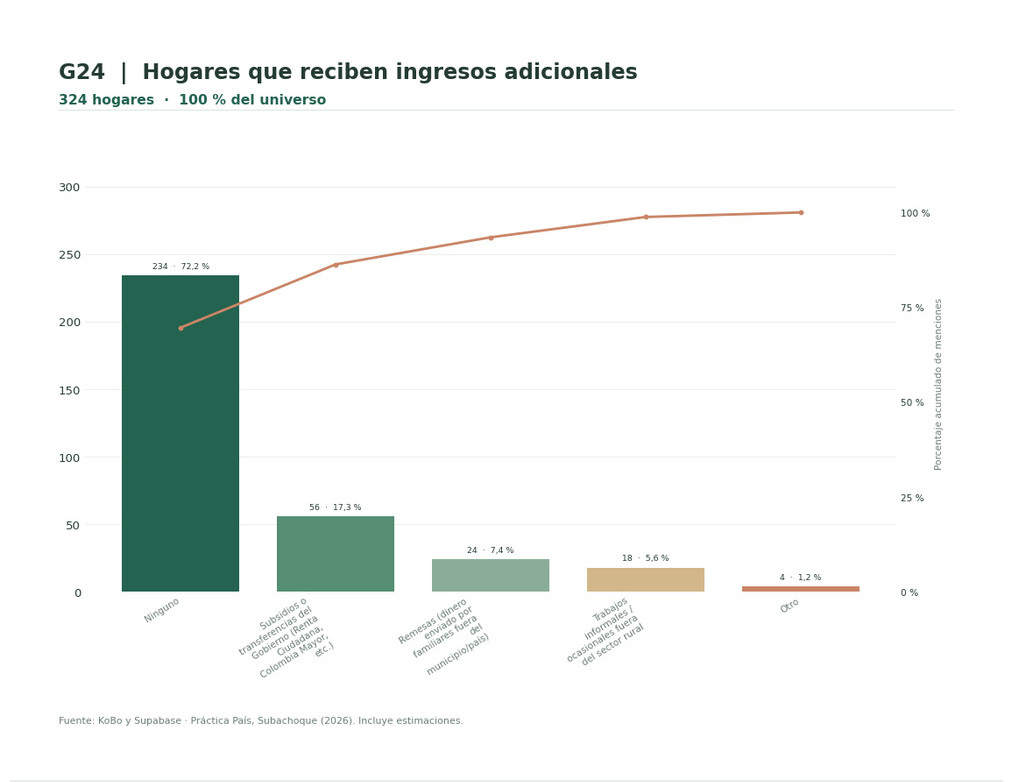 G24 | Hogares que reciben ingresos adicionales
324 hogares · 100 % del universo
300
250
200
150
100
50
0
234 · 72,2 %
56 · 17,3 %
24 · 7,4 %
18 · 5,6 %
4 · 1,2 %
100 %
75 %
50 %
25 %
0 %
Porcentaje acumulado de menciones
Ninguno
Subsidios o
transferencias del
Gobierno (Renta
Ciudadana,
Colombia Mayor,
etc.)
Remesas (dinero
enviado por
familiares fuera
del
municipio/país)
Trabajos
informales /
ocasionales fuera
del sector rural
Otro
Fuente: KoBo y Supabase · Práctica País, Subachoque (2026). Incluye estimaciones.